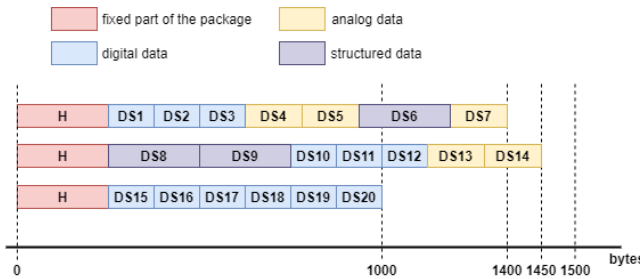 fixed part of the package analog data
digital data structured data
H DS1 DS2 DS3 DS4 DS5 DS6 DS7
H DS8 DS9 DS10 DS11 DS12 DS13 DS14
H DS15 DS16 DS17 DS18 DS19 DS20
bytes
0 1000 1400 1450 1500